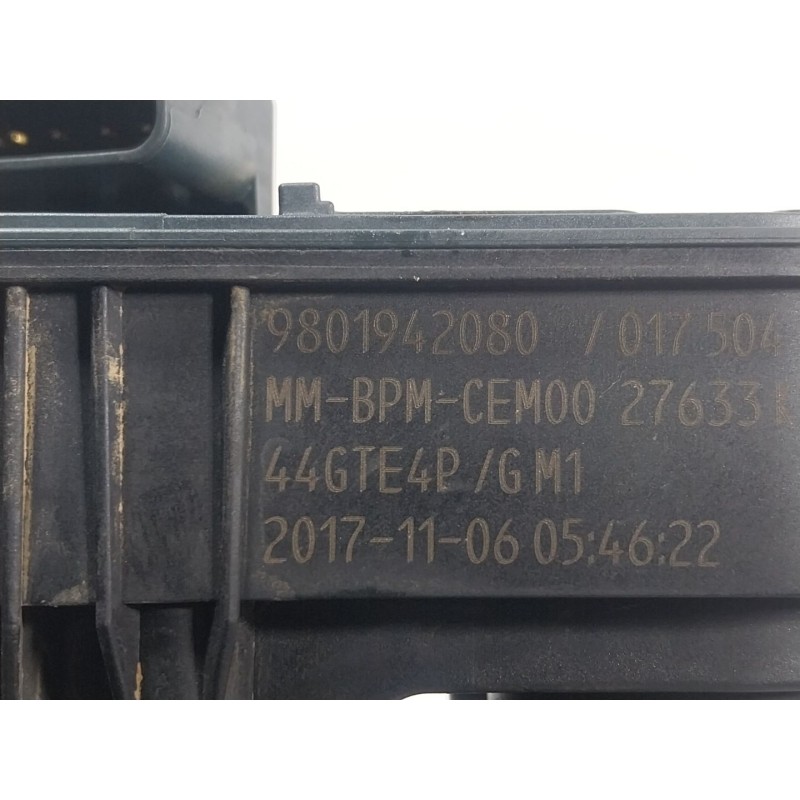 9801942080 /017 504
MM-BPM-CEM00 27633
44GTE4P /G M1
2017-11-06 05:46:22